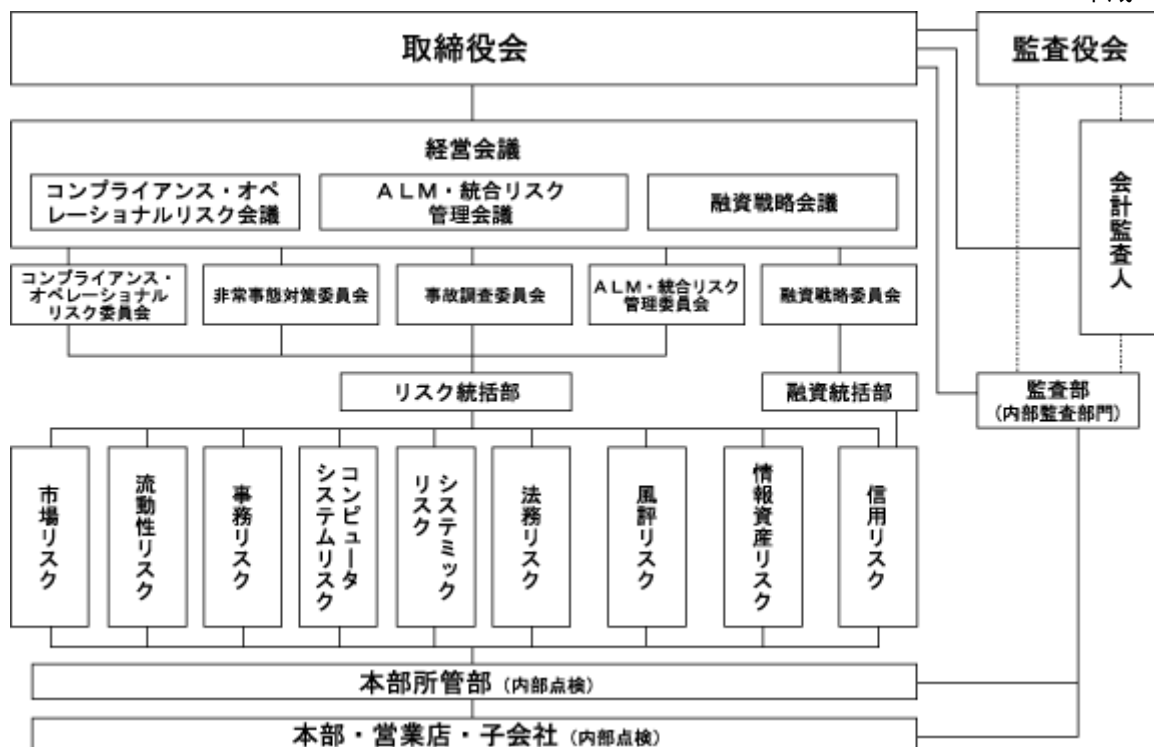 取締役会
監査役会
経営会議
コンプライアンス・オペ
レーショナルリスク会議
ＡＬＭ・統合リスク
管理会議
融資戦略会議
会計監査人
コンプライアンス・
オペレーショナル
リスク委員会
非常事態対策委員会
事故調査委員会
ＡＬＭ・統合リスク
管理委員会
融資戦略委員会
リスク統括部
融資統括部
監査部
（内部監査部門）
市場リスク
流動性リスク
事務リスク
コンピュータ
システムリスク
システミック
リスク
法務リスク
風評リスク
情報資産リスク
信用リスク
本部所管部（内部点検）
本部・営業店・子会社（内部点検）